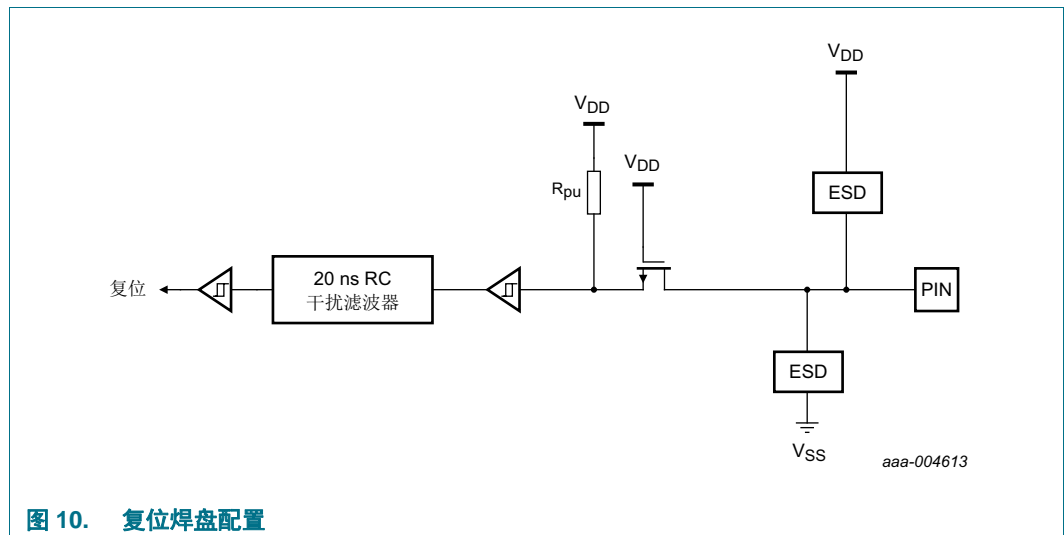 VDD
VDD
VDD
Rpu
ESD
复位
20 ns RC
干扰滤波器
PIN
ESD
VSS
aaa-004613
图 10. 复位焊盘配置